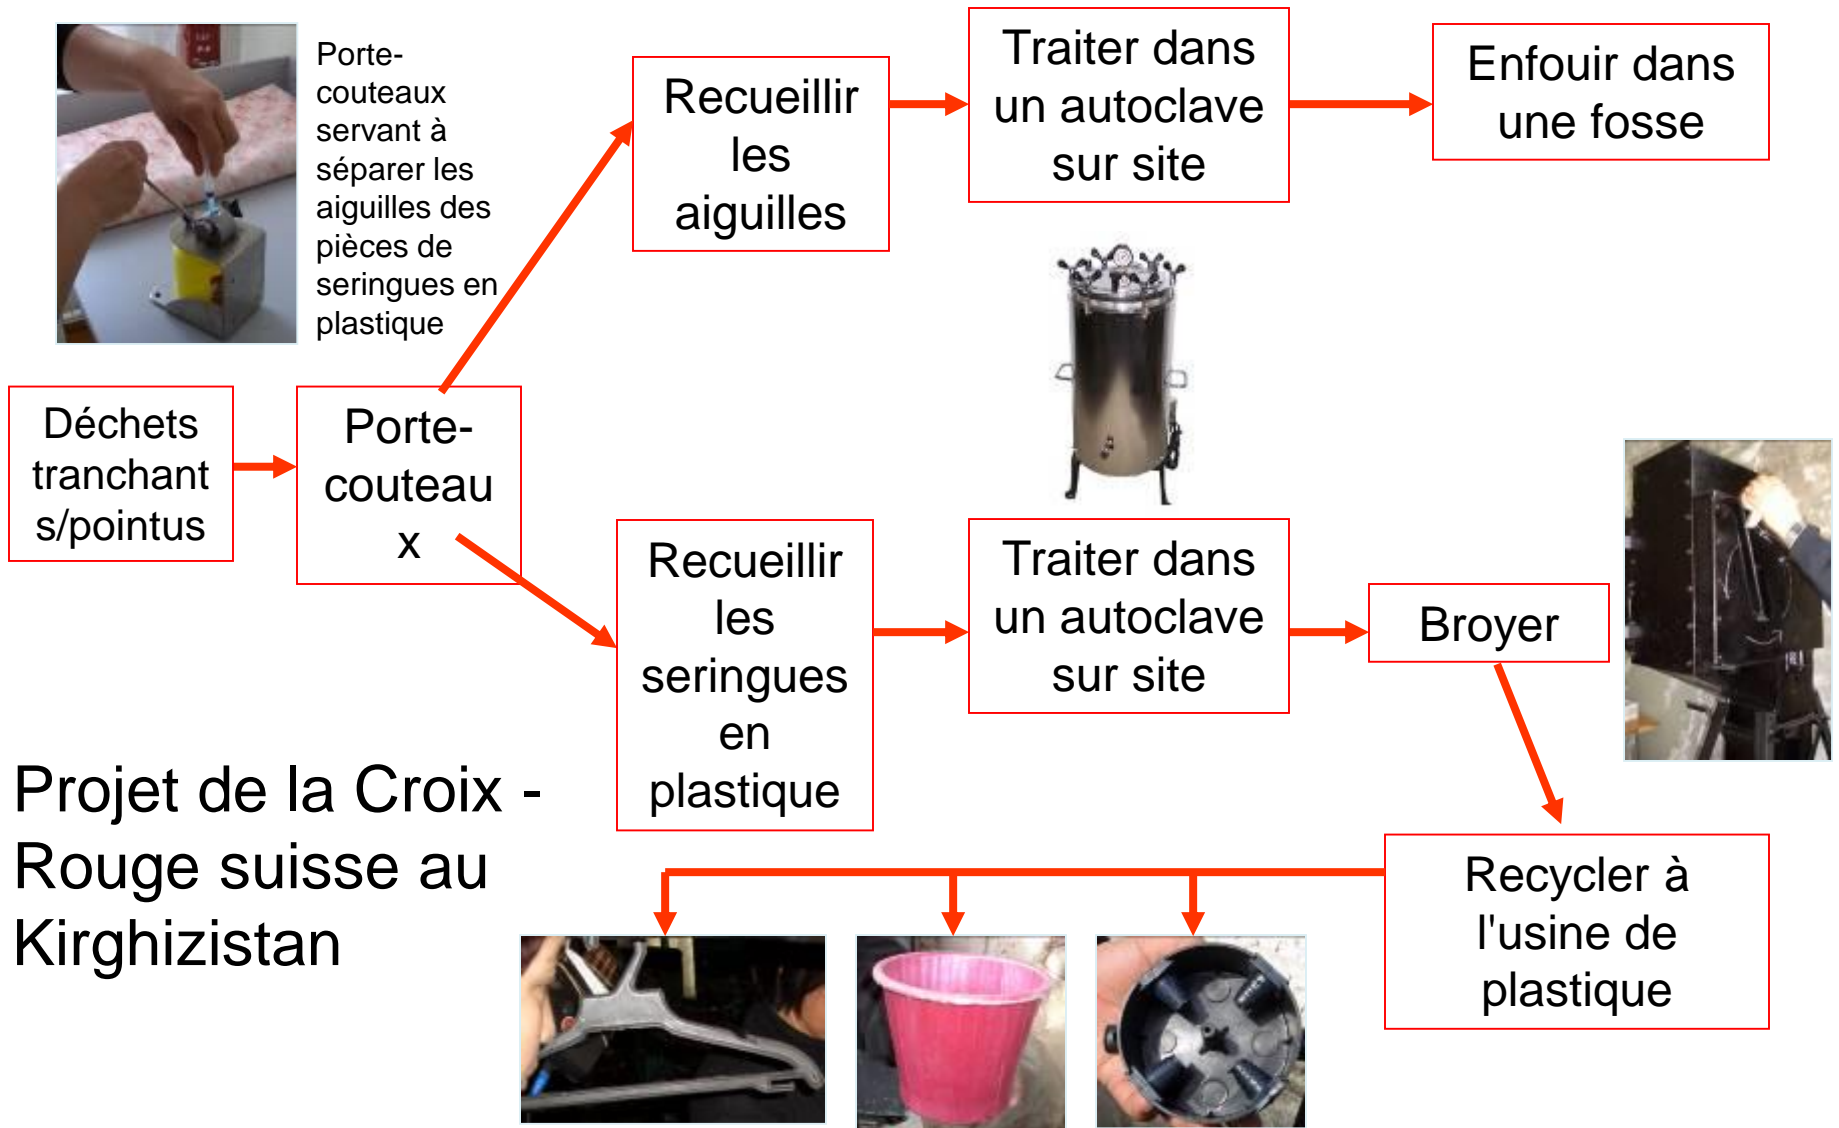 Porte-
couteaux
servant à
séparer les
aiguilles des
pièces de
seringues en
plastique
Recueillir
les
aiguilles
Traiter dans
un autoclave
sur site
Enfouir dans
une fosse
Déchets
tranchant
s/pointus
Porte-
couteau
x
Recueillir
les
seringues
en
plastique
Traiter dans
un autoclave
sur site
Broyer
Recycler à
l'usine de
plastique
Projet de la Croix -
Rouge suisse au
Kirghizistan